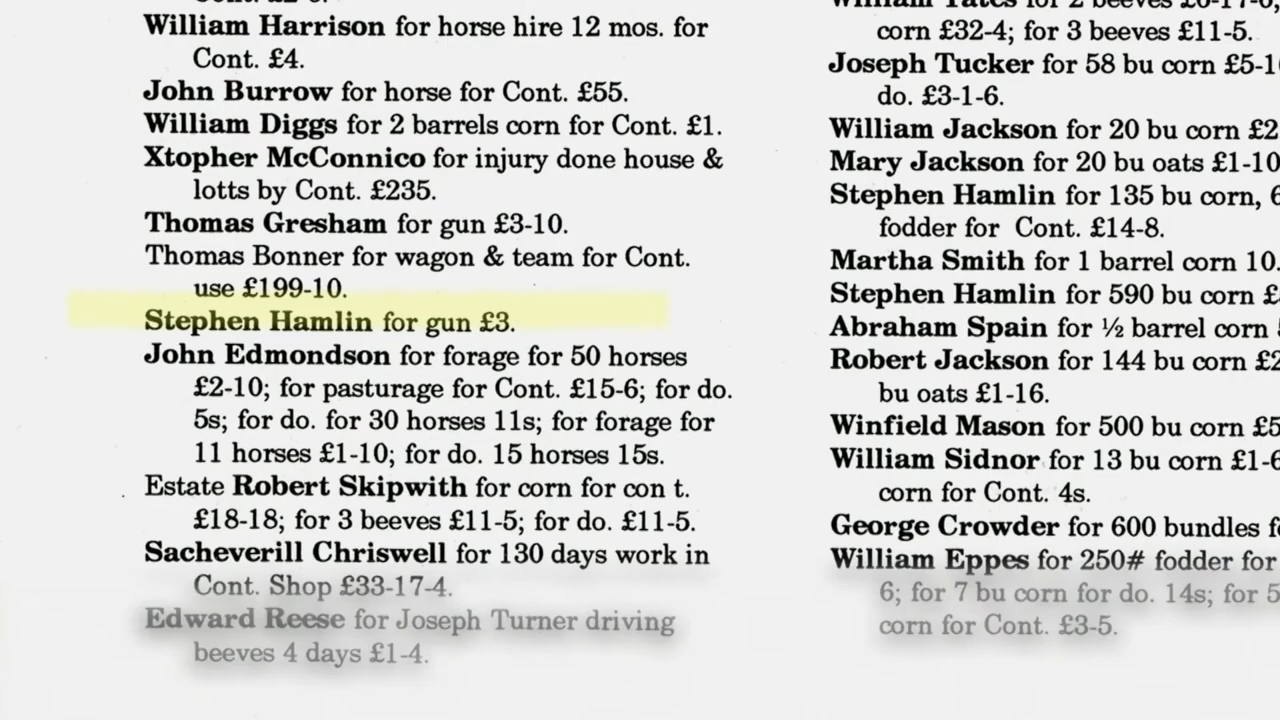 William Harrison for horse hire 12 mos. for
Cont. £4.
John Burrow for horse for Cont. £55.
William Diggs for 2 barrels corn for Cont. £1.
Xtopher McConnico for injury done house &
lotts by Cont. £235.
Thomas Gresham for gun £3-10.
Thomas Bonner for wagon & team for Cont.
use £199-10.
Stephen Hamlin for gun £3.
John Edmondson for forage for 50 horses
£2-10; for pasturage for Cont. £15-6; for do.
5s; for do. for 30 horses 11s; for forage for
11 horses £1-10; for do. 15 horses 15s.
Estate Robert Skipwith for corn for con t.
£18-18; for 3 beeves £11-5; for do. £11-5.
Sacheverill Chriswell for 130 days work in
Cont. Shop £33-17-4.
Edward Reese for Joseph Turner driving
beeves 4 days £1-4.
corn £32-4; for 3 beeves £11-5.
Joseph Tucker for 58 bu corn £5-1
do. £3-1-6.
William Jackson for 20 bu corn £2
Mary Jackson for 20 bu oats £1-10
Stephen Hamlin for 135 bu corn, 6
fodder for Cont. £14-8.
Martha Smith for 1 barrel corn 10.
Stephen Hamlin for 590 bu corn £
Abraham Spain for ½ barrel corn
Robert Jackson for 144 bu corn £2
bu oats £1-16.
Winfield Mason for 500 bu corn £5
William Sidnor for 13 bu corn £1-6
corn for Cont. 4s.
George Crowder for 600 bundles f
William Eppes for 250# fodder for
6; for 7 bu corn for do. 14s; for 5
corn for Cont. £3-5.